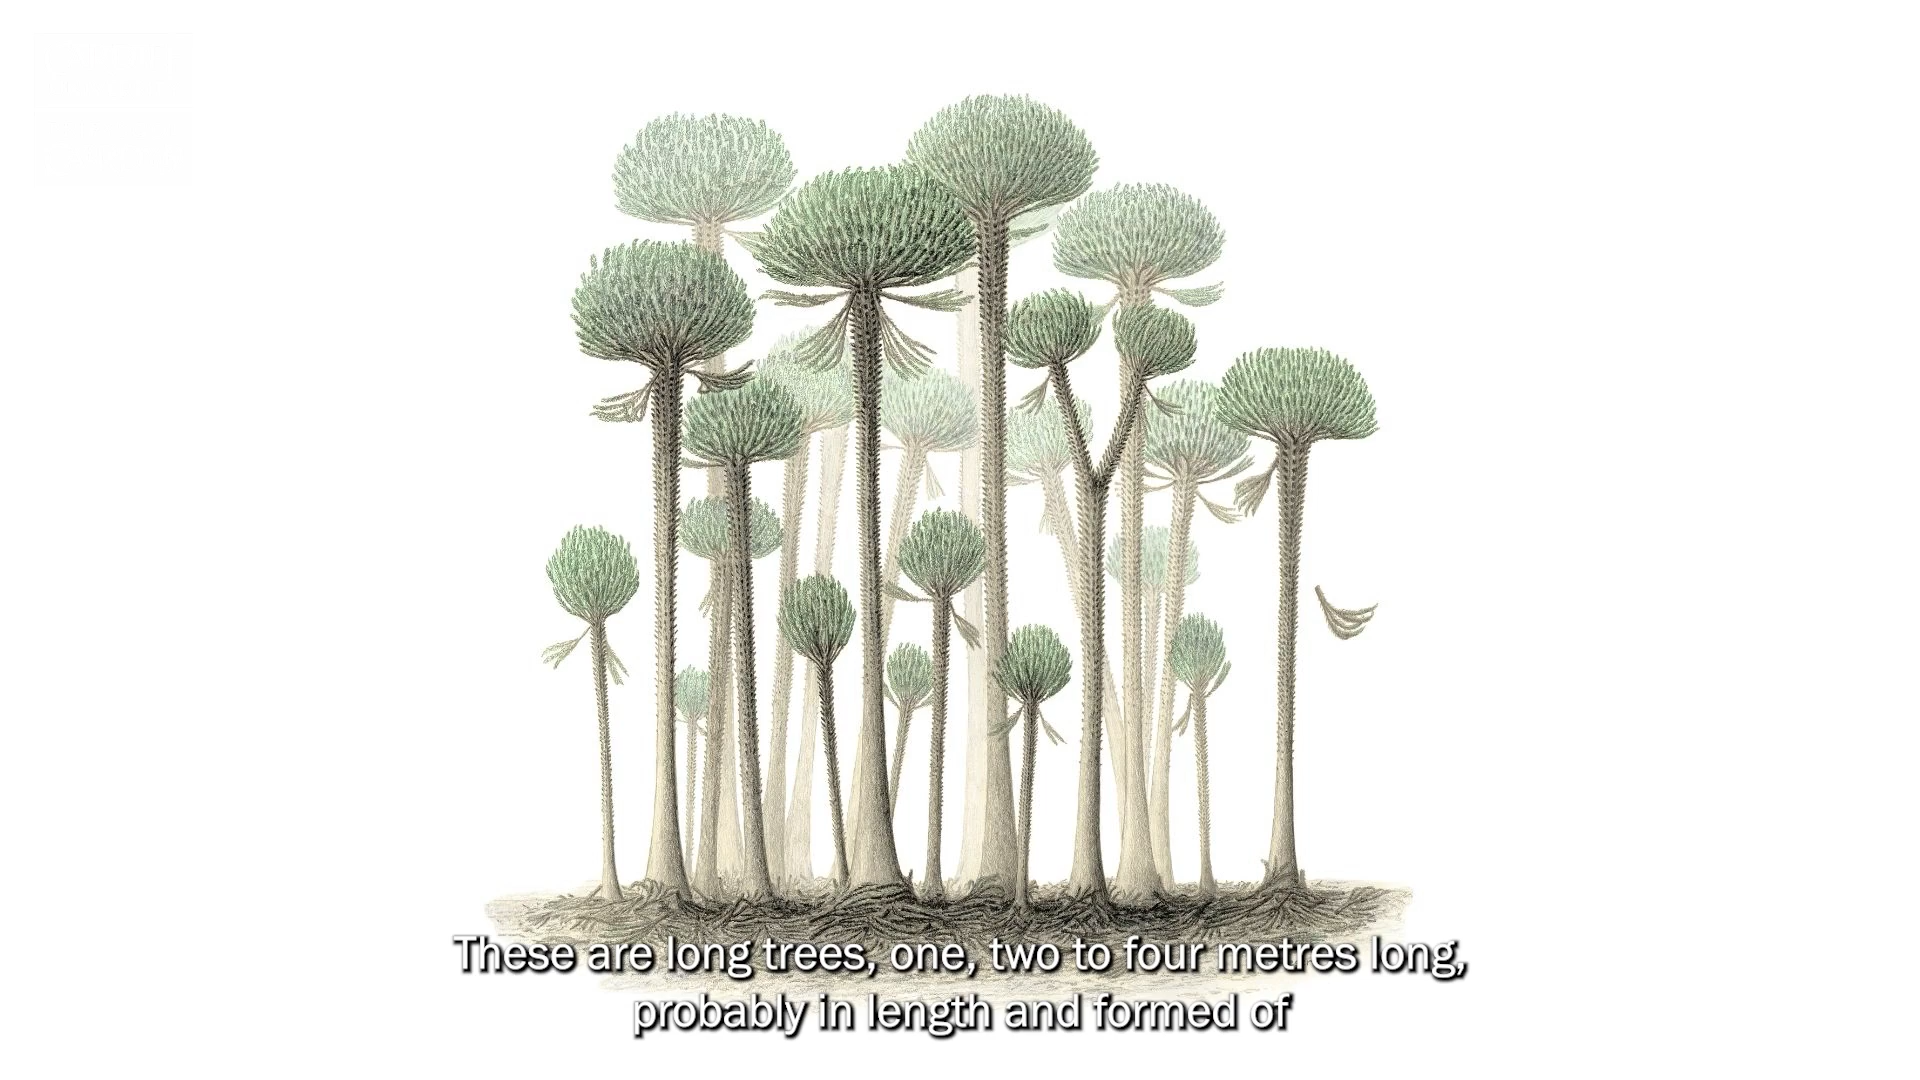 These are long trees, one, two to four metres long,
probably in length and formed of